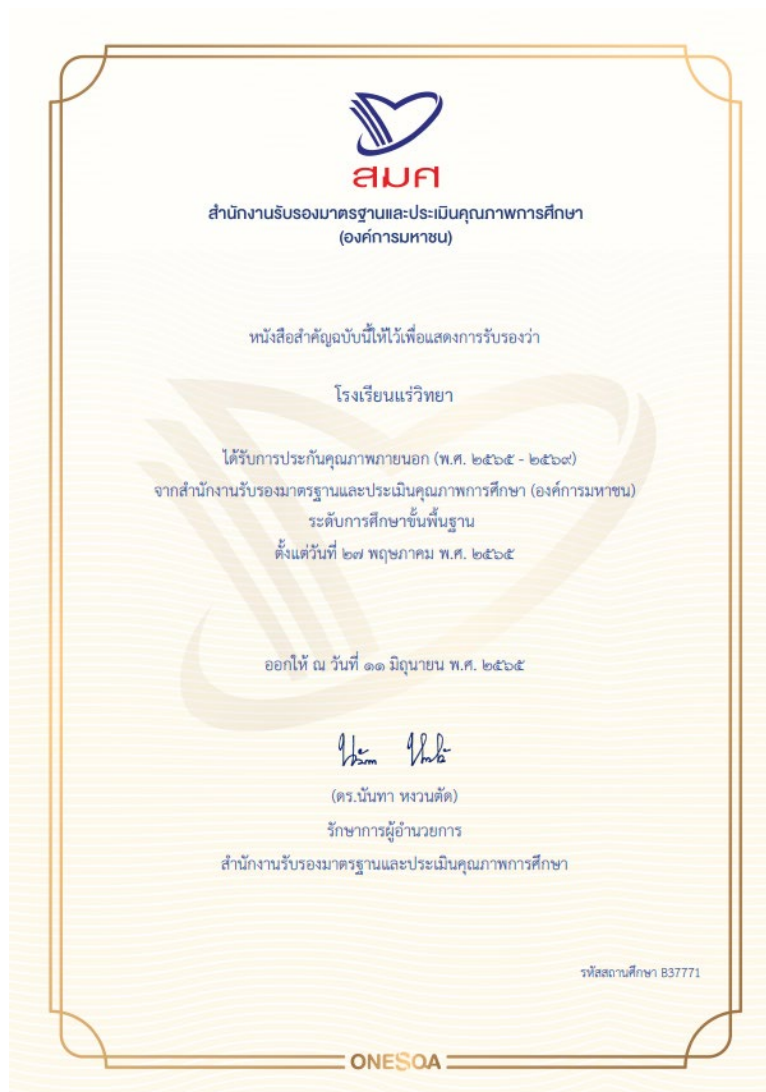 สมศ
สำนักงานรับรองมาตรฐานและประเมินคุณภาพการศึกษา
(องค์การมหาชน)
หนังสือสำคัญฉบับนี้ให้ไว้เพื่อแสดงการรับรองว่า
โรงเรียนแร่วิทยา
ได้รับการประกันคุณภาพภายนอก (พ.ศ. ๒๕๖๕ - ๒๕๖๙)
จากสำนักงานรับรองมาตรฐานและประเมินคุณภาพการศึกษา (องค์การมหาชน)
ระดับการศึกษาขั้นพื้นฐาน
ตั้งแต่วันที่ ๒๗ พฤษภาคม พ.ศ. ๒๕๖๕
ออกให้ ณ วันที่ ๑๑ มิถุนายน พ.ศ. ๒๕๖๕
(ดร.นันทา หงวนตัด)
รักษาการผู้อำนวยการ
สำนักงานรับรองมาตรฐานและประเมินคุณภาพการศึกษา
รหัสสถานศึกษา B37771
ONESQA